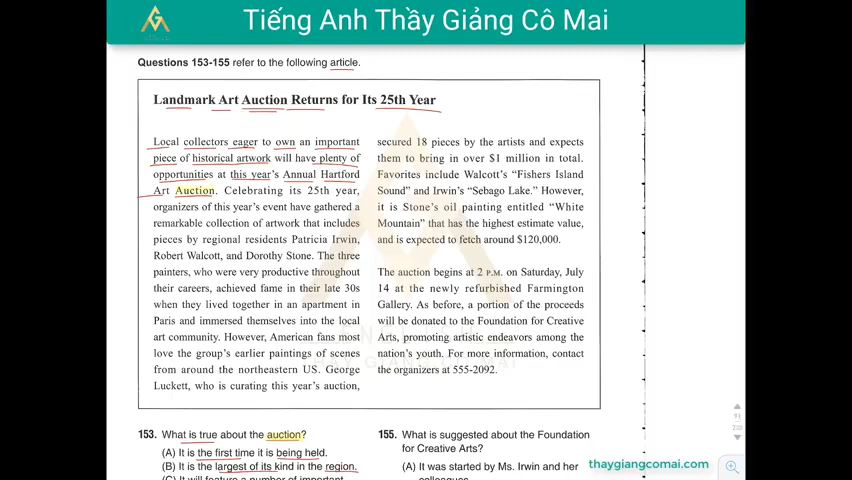 Tiếng Anh Thầy Giảng Cô Mai
Questions 153-155 refer to the following article.
Landmark Art Auction Returns for Its 25th Year
Local collectors eager to own an important
piece of historical artwork will have plenty of
opportunities at this year's Annual Hartford
Art Auction. Celebrating its 25th year,
organizers of this year's event have gathered a
remarkable collection of artwork that includes
pieces by regional residents Patricia Irwin,
Robert Walcott, and Dorothy Stone. The three
painters, who were very productive throughout
their careers, achieved fame in their late 30s
when they lived together in an apartment in
Paris and immersed themselves into the local
art community. However, American fans most
love the group's earlier paintings of scenes
from around the northeastern US. George
Luckett, who is curating this year's auction,
secured 18 pieces by the artists and expects
them to bring in over $1 million in total.
Favorites include Walcott's "Fishers Island
Sound" and Irwin's "Sebago Lake." However,
it is Stone's oil painting entitled "White
Mountain" that has the highest estimate value,
and is expected to fetch around $120,000.
The auction begins at 2 P.M. on Saturday, July
14 at the newly refurbished Farmington
Gallery. As before, a portion of the proceeds
will be donated to the Foundation for Creative
Arts, promoting artistic endeavors among the
nation's youth. For more information, contact
the organizers at 555-2092.
153. What is true about the auction?
(A) It is the first time it is being held.
(B) It is the largest of its kind in the region.
(C) It will feature a number of important
155. What is suggested about the Foundation
for Creative Arts?
(A) It was started by Ms. Irwin and her
colleagues.
thaygiangcomai.com